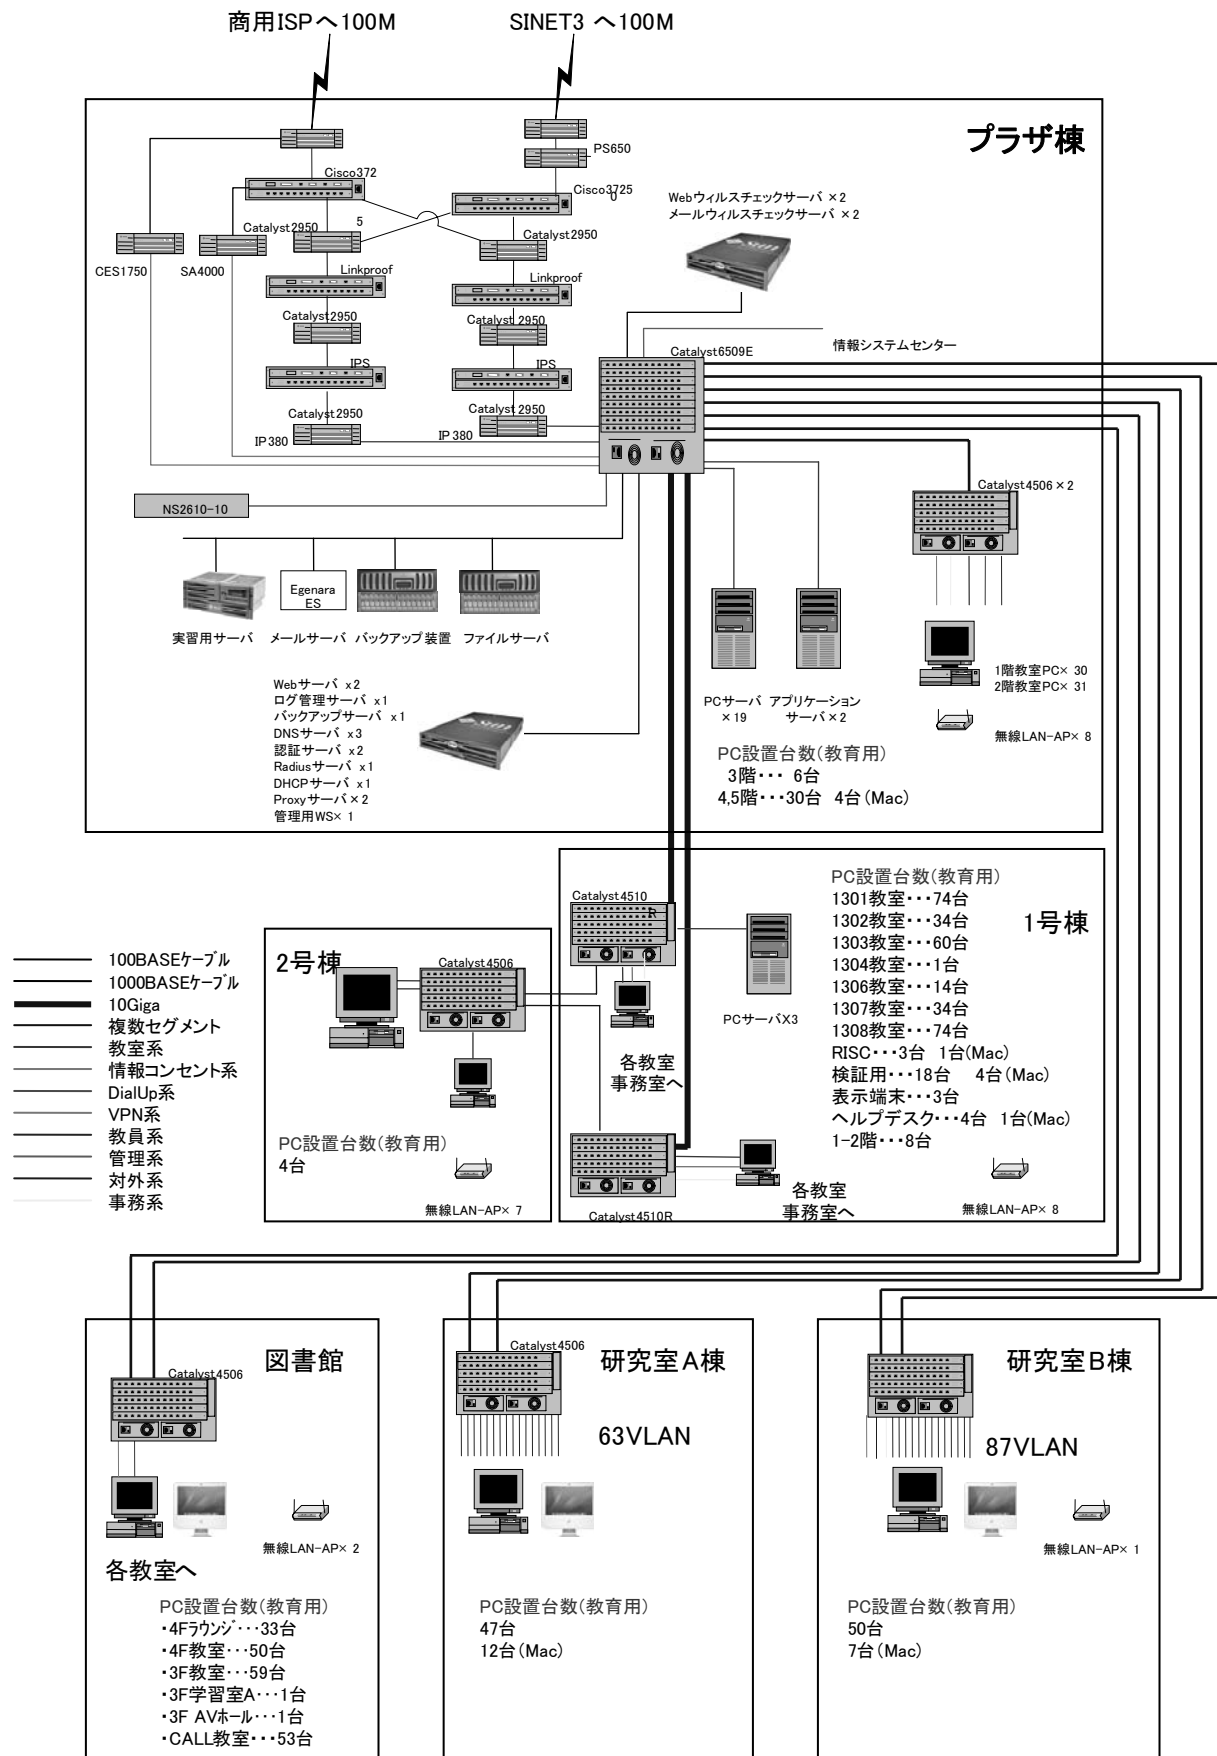 商用ISPへ100M
SINET3 へ100M
プラザ棟
PS650
Cisco372
5
Cisco3725
0
Catalyst2950
Catalyst2950
CES1750
SA4000
Linkproof
Linkproof
Catalyst2950
Catalyst 2950
IPS
IPS
Catalyst2950
Catalyst 2950
IP380
IP380
Webウィルスチェックサーバ ×2
メールウィルスチェックサーバ ×2
Catalyst6509E
情報システムセンター
NS2610-10
Catalyst4506×2
Egenara
ES
実習用サーバ
メールサーバ
バックアップ装置
ファイルサーバ
Webサーバ x2
ログ管理サーバ x1
バックアップサーバ x1
DNSサーバ x3
認証サーバ x2
Radiusサーバ x1
DHCPサーバ x1
Proxyサーバ×2
管理用WS× 1
PCサーバ
×19
アプリケーション
サーバ×2
1階教室PC× 30
2階教室PC× 31
無線LAN-AP× 8
PC設置台数(教育用)
3階・・・ 6台
4,5階・・・30台 4台(Mac)
100BASEケーブル
1000BASEケーブル
10Giga
複数セグメント
教室系
情報コンセント系
DialUp系
VPN系
教員系
管理系
対外系
事務系
2号棟
Catalyst4506
PC設置台数(教育用)
4台
無線LAN-AP× 7
1号棟
Catalyst4510
R
PCサーバX3
各教室
事務室へ
Catalyst4510R
各教室
事務室へ
PC設置台数(教育用)
1301教室・・・74台
1302教室・・・34台
1303教室・・・60台
1304教室・・・1台
1306教室・・・14台
1307教室・・・34台
1308教室・・・74台
RISC・・・3台 1台(Mac)
検証用・・・18台 4台(Mac)
表示端末・・・3台
ヘルプデスク・・・4台 1台(Mac)
1-2階・・・8台
無線LAN-AP× 8
図書館
Catalyst4506
無線LAN-AP× 2
各教室へ
PC設置台数(教育用)
・4Fラウンジ・・・33台
・4F教室・・・50台
・3F教室・・・59台
・3F学習室A・・・1台
・3F AVホール・・・1台
・CALL教室・・・53台
研究室A棟
Catalyst4506
63VLAN
PC設置台数(教育用)
47台
12台(Mac)
研究室B棟
87VLAN
無線LAN-AP× 1
PC設置台数(教育用)
50台
7台(Mac)